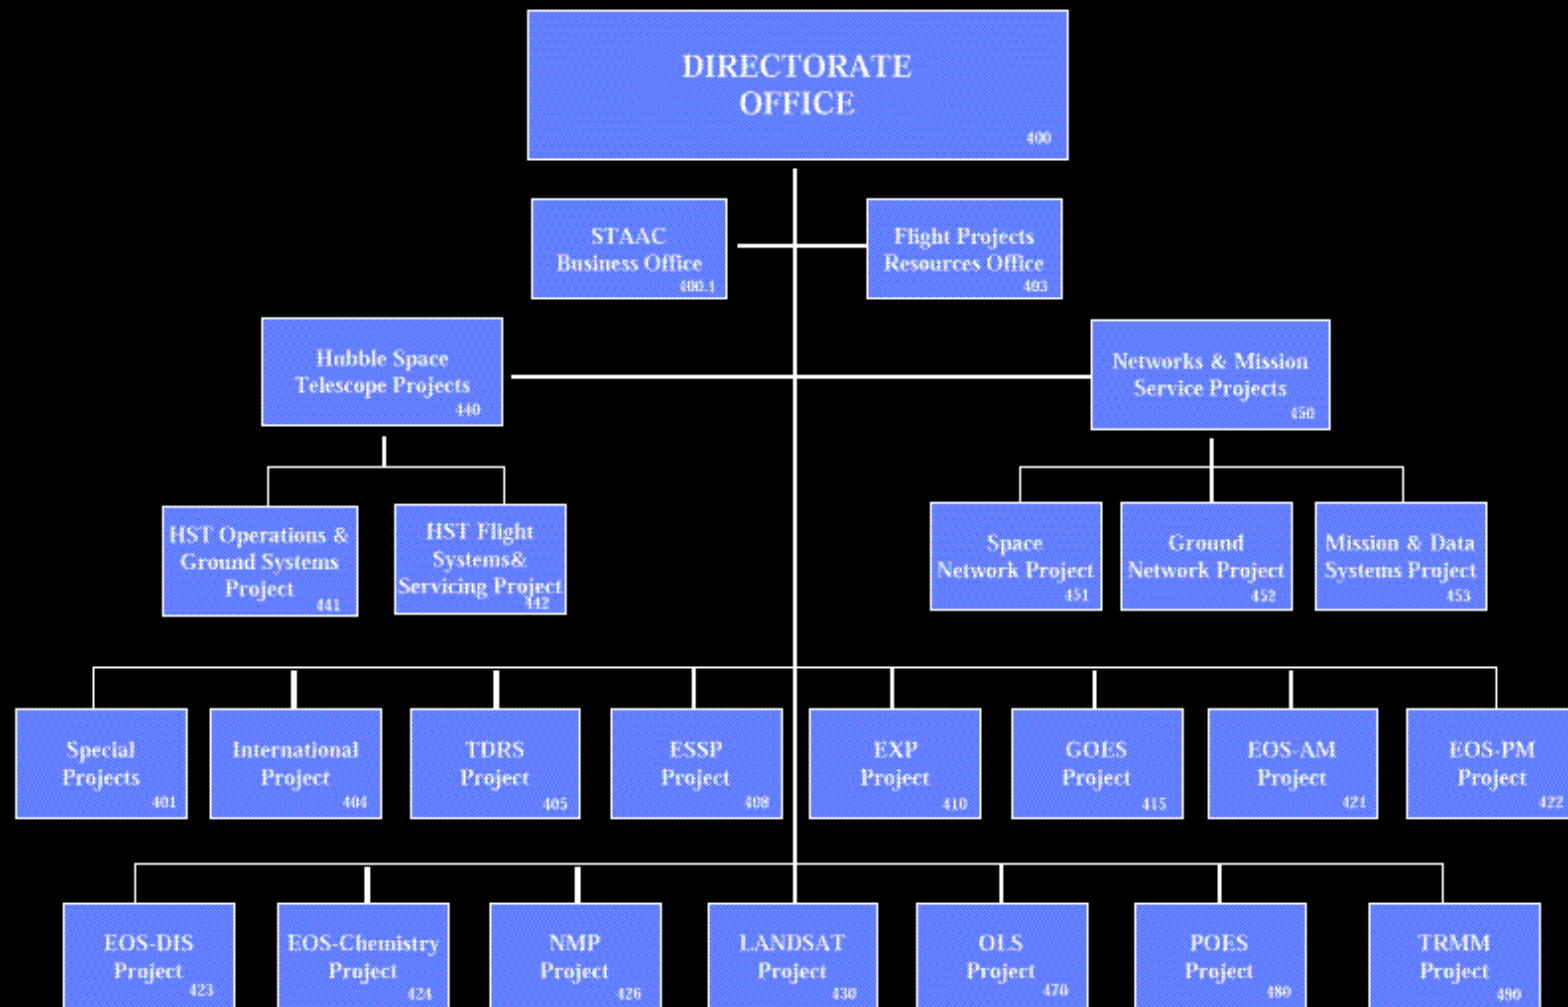 DIRECTORATE
OFFICE
400
STAAC
Business Office
400.1
Flight Projects
Resources Office
403
Hubble Space
Telescope Projects
440
Networks & Mission
Service Projects
450
HST Operations &
Ground Systems
Project
441
HST Flight
Systems&
Servicing Project
442
Space
Network Project
451
Ground
Network Project
452
Mission & Data
Systems Project
453
Special
Projects
401
International
Project
404
TDRS
Project
405
ESSP
Project
408
EXP
Project
410
GOES
Project
415
EOS-AM
Project
421
EOS-PM
Project
422
EOS-DIS
Project
423
EOS-Chemistry
Project
424
NMP
Project
426
LANDSAT
Project
430
OLS
Project
470
POES
Project
480
TRMM
Project
490